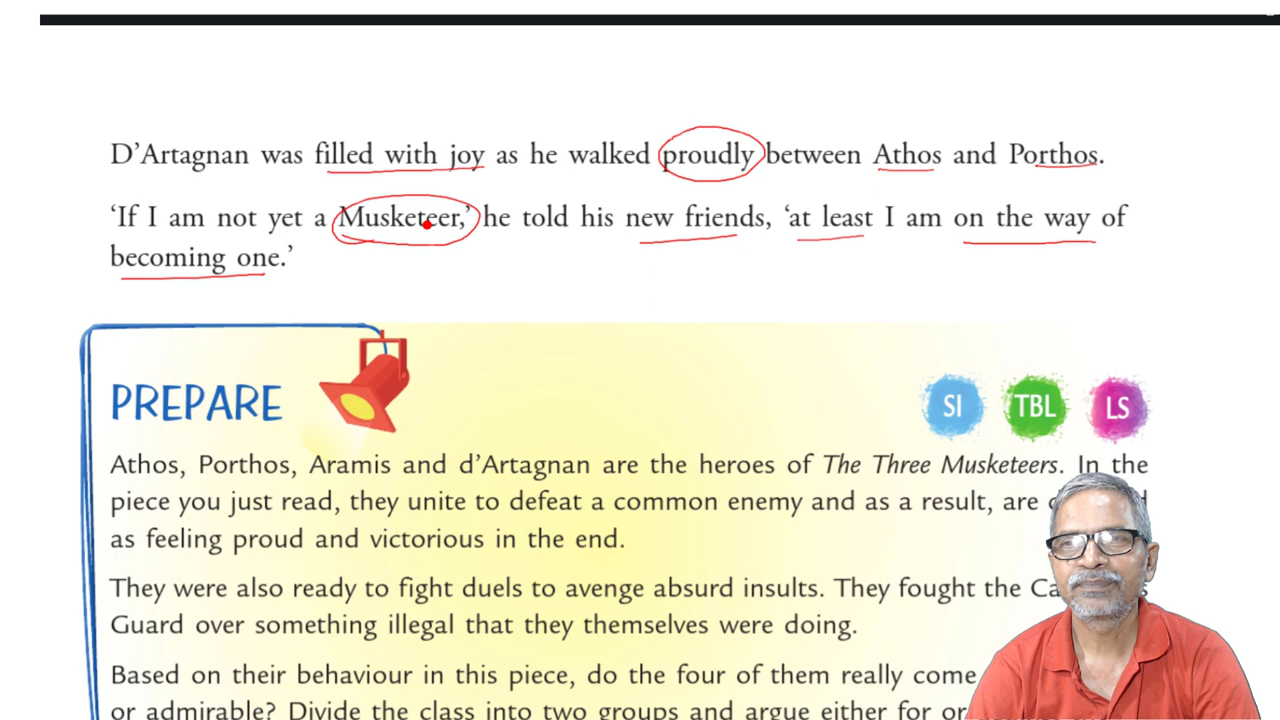 D’Artagnan was filled with joy as he walked proudly between Athos and Porthos.
‘If I am not yet a Musketeer,’ he told his new friends, ‘at least I am on the way of
becoming one.’
PREPARE
SI TBL LS
Athos, Porthos, Aramis and d’Artagnan are the heroes of The Three Musketeers. In the
piece you just read, they unite to defeat a common enemy and as a result, are
as feeling proud and victorious in the end.
They were also ready to fight duels to avenge absurd insults. They fought the
Guard over something illegal that they themselves were doing.
Based on their behaviour in this piece, do the four of them really come
or admirable? Divide the class into two groups and argue either for or